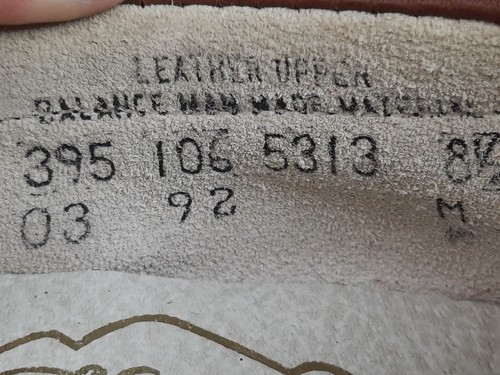 LEATHER UPPER
BALANCE MAN MADE MATERIAL
395 106 5313 8½
03 92 M